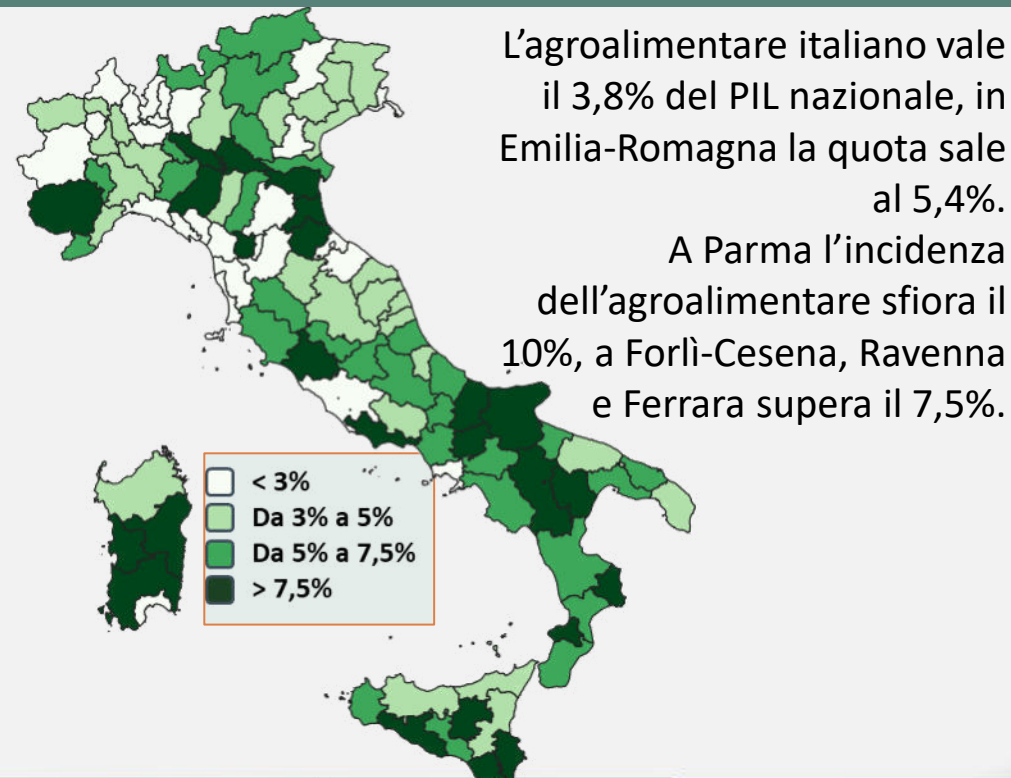 L’agroalimentare italiano vale
il 3,8% del PIL nazionale, in
Emilia-Romagna la quota sale
al 5,4%.
A Parma l’incidenza
dell’agroalimentare sfiora il
10%, a Forlì-Cesena, Ravenna
e Ferrara supera il 7,5%.
< 3%
Da 3% a 5%
Da 5% a 7,5%
> 7,5%